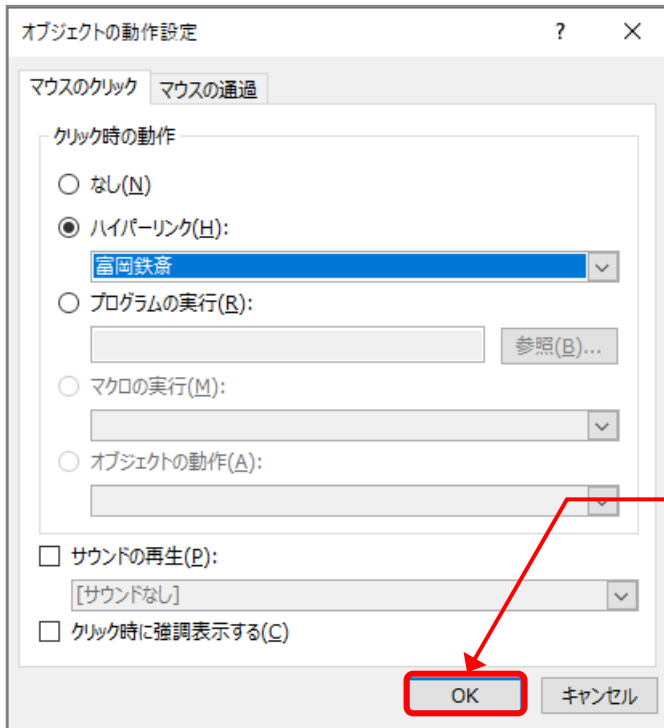 オブジェクトの動作設定 ?
マウスのクリック マウスの通過
クリック時の動作
なし(N)
ハイパーリンク(H):
富岡鉄斎
プログラムの実行(R):
参照(B)...
マクロの実行(M):
オブジェクトの動作(A):
サウンドの再生(P):
[サウンドなし]
クリック時に強調表示する(C)
OK キャンセル